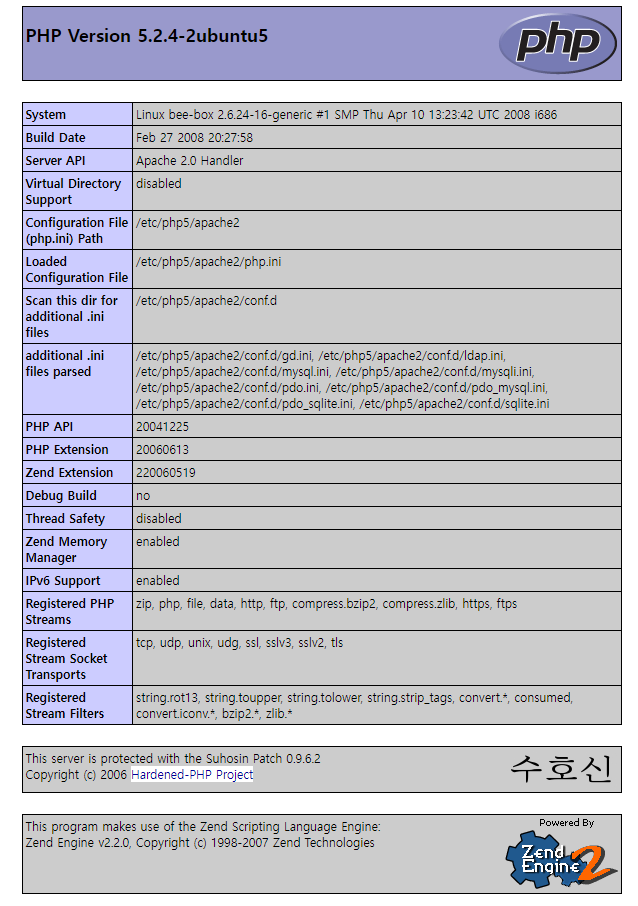 PHP Version 5.2.4-2ubuntu5
php
System Linux bee-box 2.6.24-16-generic #1 SMP Thu Apr 10 13:23:42 UTC 2008 i686
Build Date Feb 27 2008 20:27:58
Server API Apache 2.0 Handler
Virtual Directory disabled
Support
Configuration File /etc/php5/apache2
(php.ini) Path
Loaded /etc/php5/apache2/php.ini
Configuration File
Scan this dir for /etc/php5/apache2/conf.d
additional .ini
files
additional .ini /etc/php5/apache2/conf.d/gd.ini, /etc/php5/apache2/conf.d/ldap.ini,
files parsed /etc/php5/apache2/conf.d/mysql.ini, /etc/php5/apache2/conf.d/mysqli.ini,
/etc/php5/apache2/conf.d/pdo.ini, /etc/php5/apache2/conf.d/pdo_mysql.ini,
/etc/php5/apache2/conf.d/pdo_sqlite.ini, /etc/php5/apache2/conf.d/sqlite.ini
PHP API 20041225
PHP Extension 20060613
Zend Extension 220060519
Debug Build no
Thread Safety disabled
Zend Memory enabled
Manager
IPv6 Support enabled
Registered PHP zip, php, file, data, http, ftp, compress.bzip2, compress.zlib, https, ftps
Streams
Registered tcp, udp, unix, udg, ssl, sslv3, sslv2, tls
Stream Socket
Transports
Registered string.rot13, string.toupper, string.tolower, string.strip_tags, convert.*, consumed,
Stream Filters convert.iconv.*, bzip2.*, zlib.*
This server is protected with the Suhosin Patch 0.9.6.2
Copyright (c) 2006 Hardened-PHP Project
수호신
This program makes use of the Zend Scripting Language Engine:
Zend Engine v2.2.0, Copyright (c) 1998-2007 Zend Technologies
Powered By
Zend
Engine 2